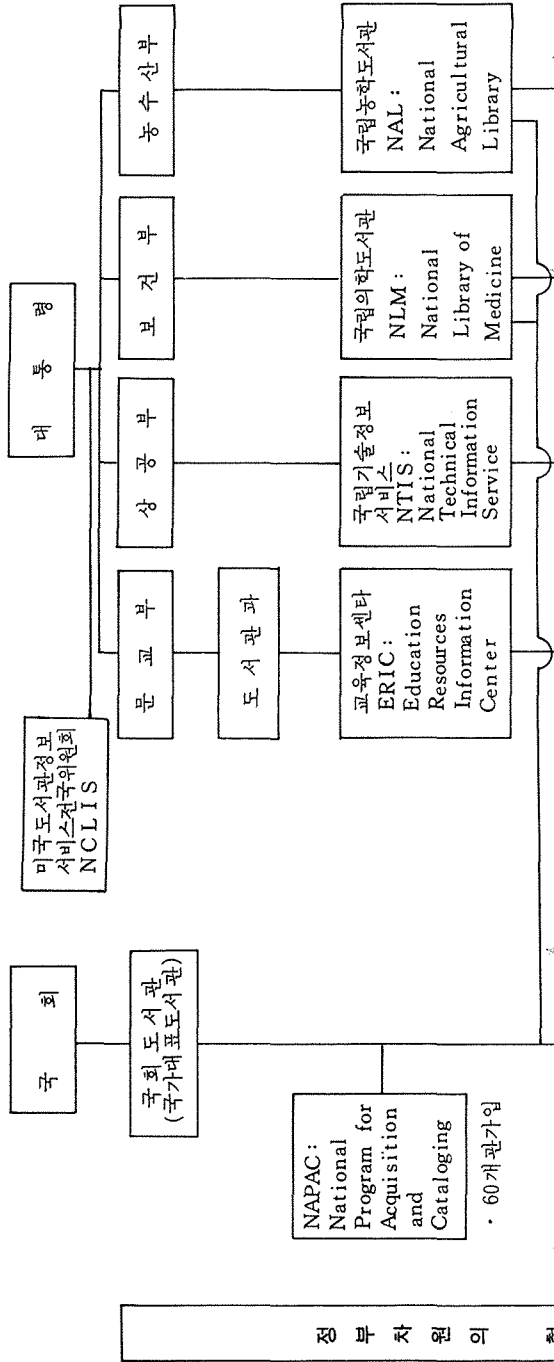 정 부 차 원 의
국 회
국 회 도 서 관
(국가대표도서관)
NAPAC:
National
Program for
Acquisition
and
Cataloging
· 60개관가입
미국도서관정보
서비스전국위원회
NCLIS
대 통 령
문 교 부
도 서 관 과
교육정보센타
ERIC:
Education
Resources
Information
Center
상 공 부
국립기술정보
서비스
NTIS:
National
Technical
Information
Service
보 건 부
국립의학도서관
NLM:
National
Library of
Medicine
농 수 산 부
국립농학도서관
NAL:
National
Agricultural
Library